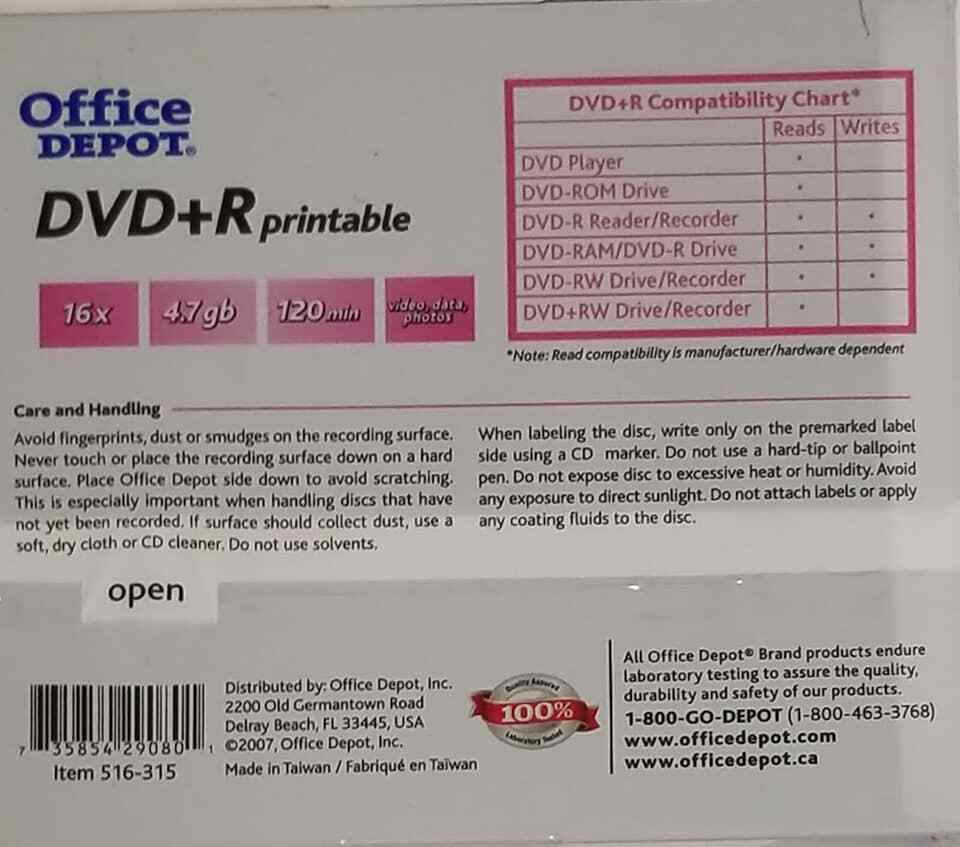 Office
DEPOT®
DVD+R printable
16x
4.7gb
120min
video, data,
photos
DVD+R Compatibility Chart*
Reads Writes
DVD Player •
DVD-ROM Drive •
DVD-R Reader/Recorder • •
DVD-RAM/DVD-R Drive • •
DVD-RW Drive/Recorder • •
DVD+RW Drive/Recorder •
*Note: Read compatibility is manufacturer/hardware dependent
Care and Handling
Avoid fingerprints, dust or smudges on the recording surface.
Never touch or place the recording surface down on a hard
surface. Place Office Depot side down to avoid scratching.
This is especially important when handling discs that have
not yet been recorded. If surface should collect dust, use a
soft, dry cloth or CD cleaner. Do not use solvents.
When labeling the disc, write only on the premarked label
side using a CD marker. Do not use a hard-tip or ballpoint
pen. Do not expose disc to excessive heat or humidity. Avoid
any exposure to direct sunlight. Do not attach labels or apply
any coating fluids to the disc.
open
7 35854 29080 1
Item 516-315
Distributed by: Office Depot, Inc.
2200 Old Germantown Road
Delray Beach, FL 33445, USA
©2007, Office Depot, Inc.
Made in Taiwan / Fabriqué en Taïwan
Quality Assured
100%
Laboratory Tested
All Office Depot® Brand products endure
laboratory testing to assure the quality,
durability and safety of our products.
1-800-GO-DEPOT (1-800-463-3768)
www.officedepot.com
www.officedepot.ca